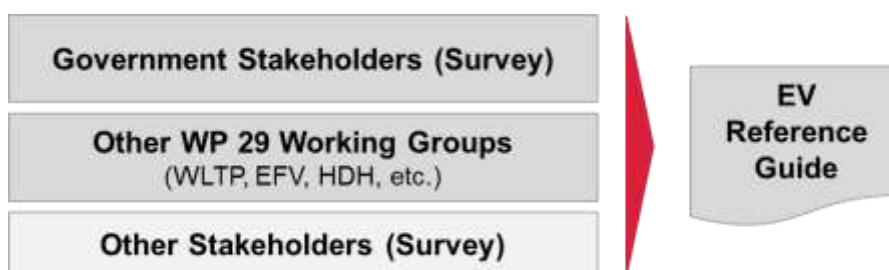 Government Stakeholders (Survey)
Other WP 29 Working Groups
(WLTP, EFV, HDH, etc.)
Other Stakeholders (Survey)
EV
Reference
Guide